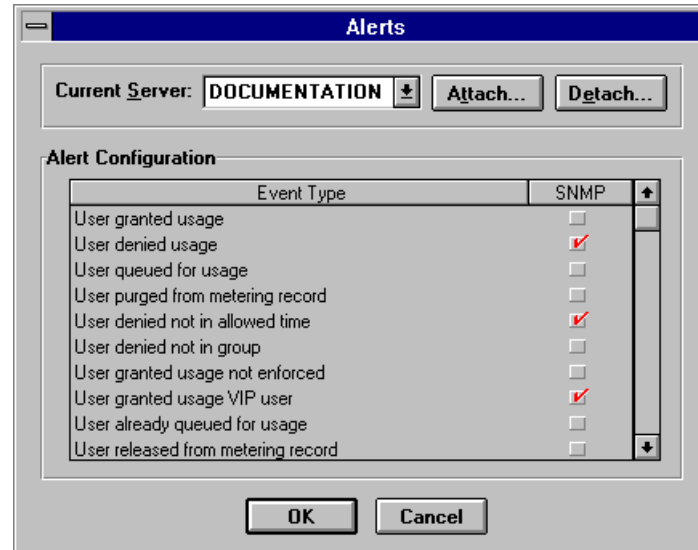 Alerts
Current Server: DOCUMENTATION Attach... Detach...
Alert Configuration
Event Type SNMP
User granted usage
User denied usage
User queued for usage
User purged from metering record
User denied not in allowed time
User denied not in group
User granted usage not enforced
User granted usage VIP user
User already queued for usage
User released from metering record
OK Cancel